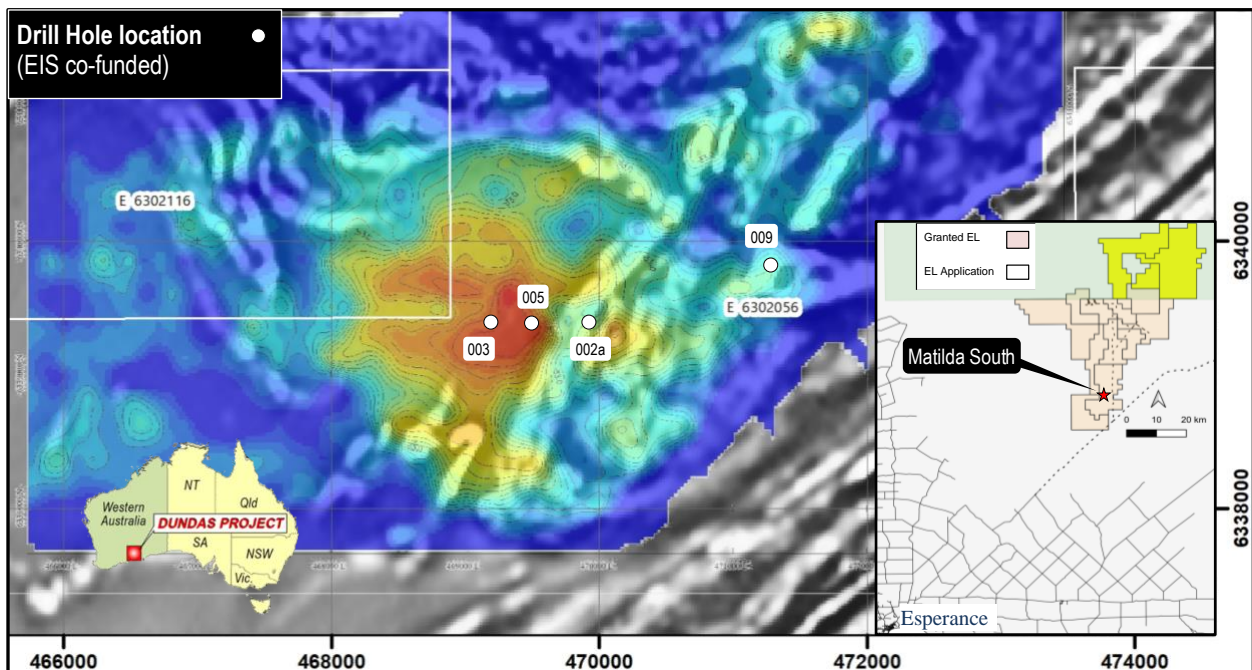 Drill Hole location
(EIS co-funded)
E 6302116
009
005
E 6302056
003
002a
Granted EL
EL Application
Matilda South
0 10 20 km
Esperance
Western
Australia
NT
Qld
DUNDAS PROJECT
SA
NSW
Vic.
6340000
6338000
466000
468000
470000
472000
474000